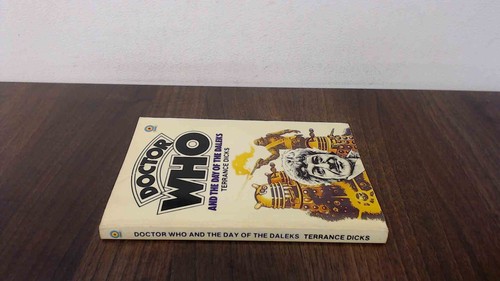 DOCTOR
WHO
AND THE DAY OF THE DALEKS
TERRANCE DICKS
DOCTOR WHO AND THE DAY OF THE DALEKS TERRANCE DICKS